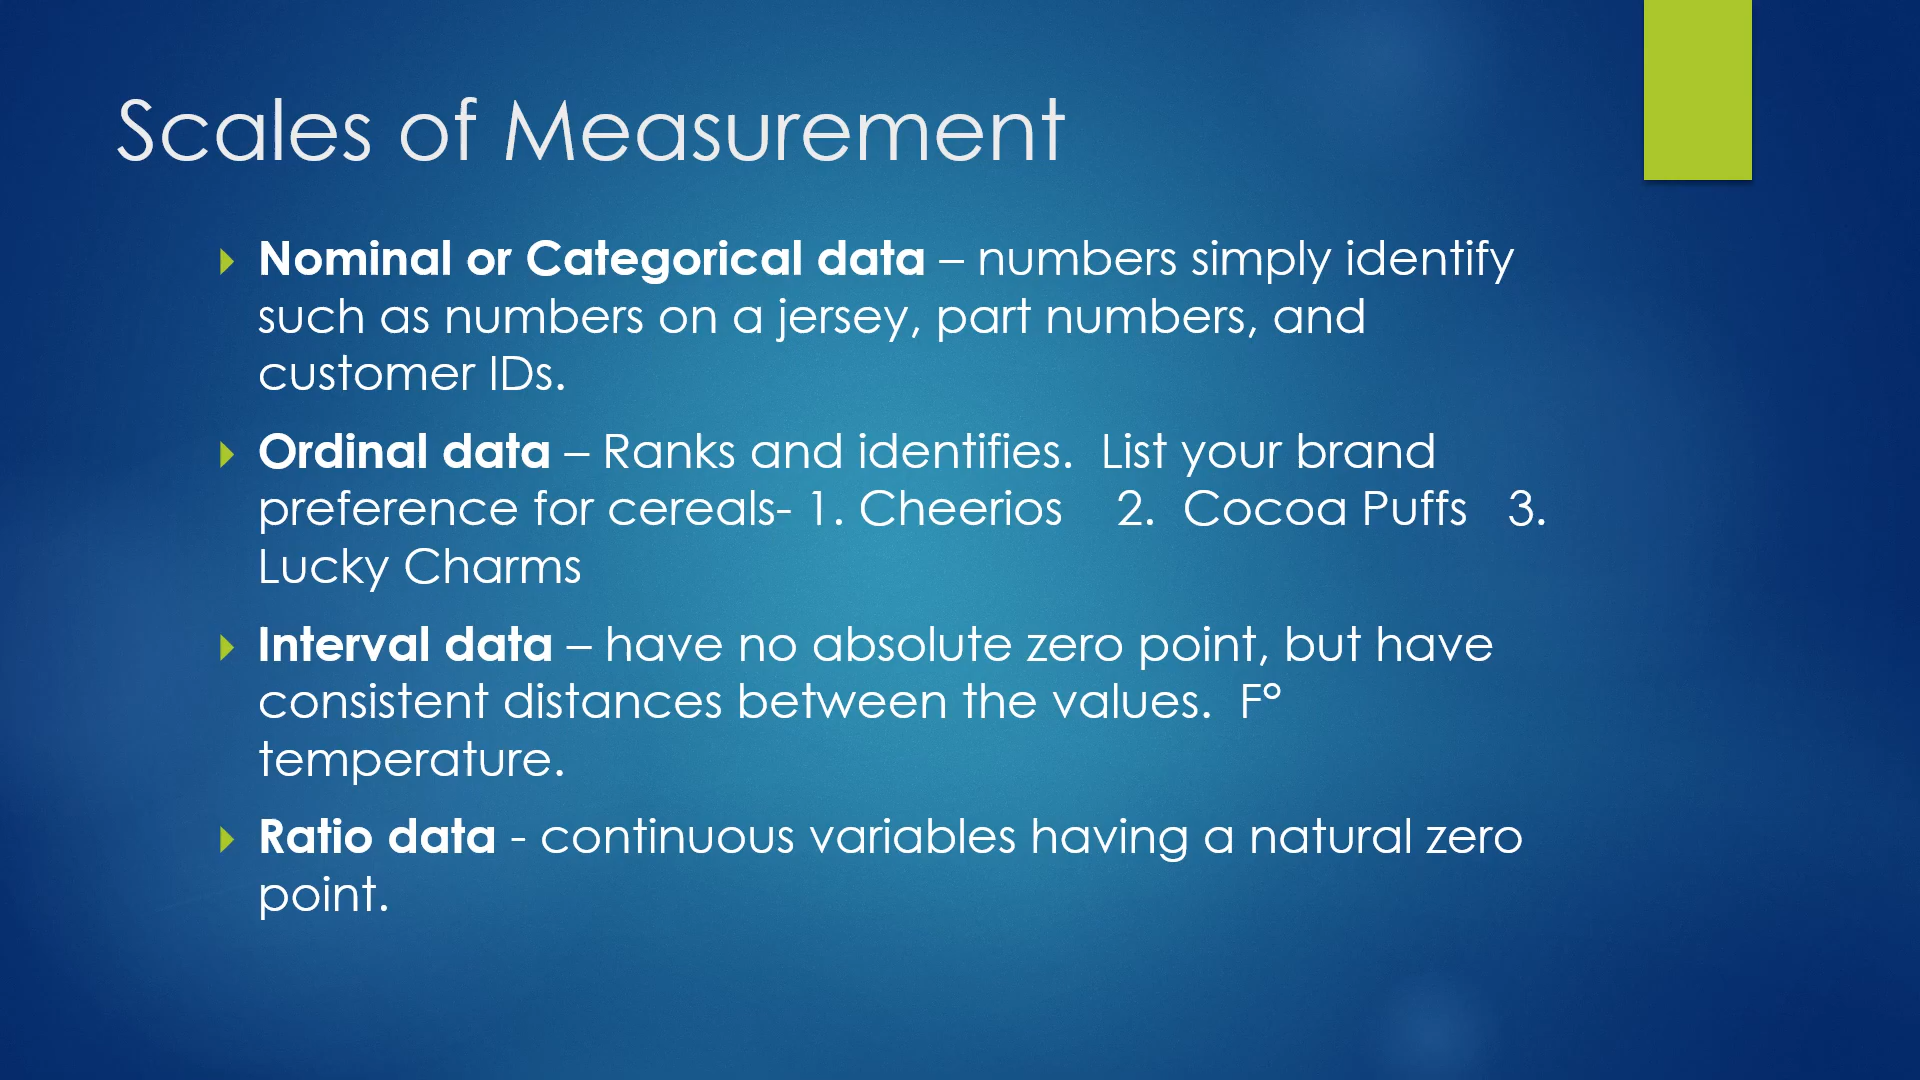 Scales of Measurement
Nominal or Categorical data – numbers simply identify
such as numbers on a jersey, part numbers, and
customer IDs.
Ordinal data – Ranks and identifies.  List your brand
preference for cereals- 1. Cheerios    2.  Cocoa Puffs   3.
Lucky Charms
Interval data – have no absolute zero point, but have
consistent distances between the values.  F°
temperature.
Ratio data - continuous variables having a natural zero
point.